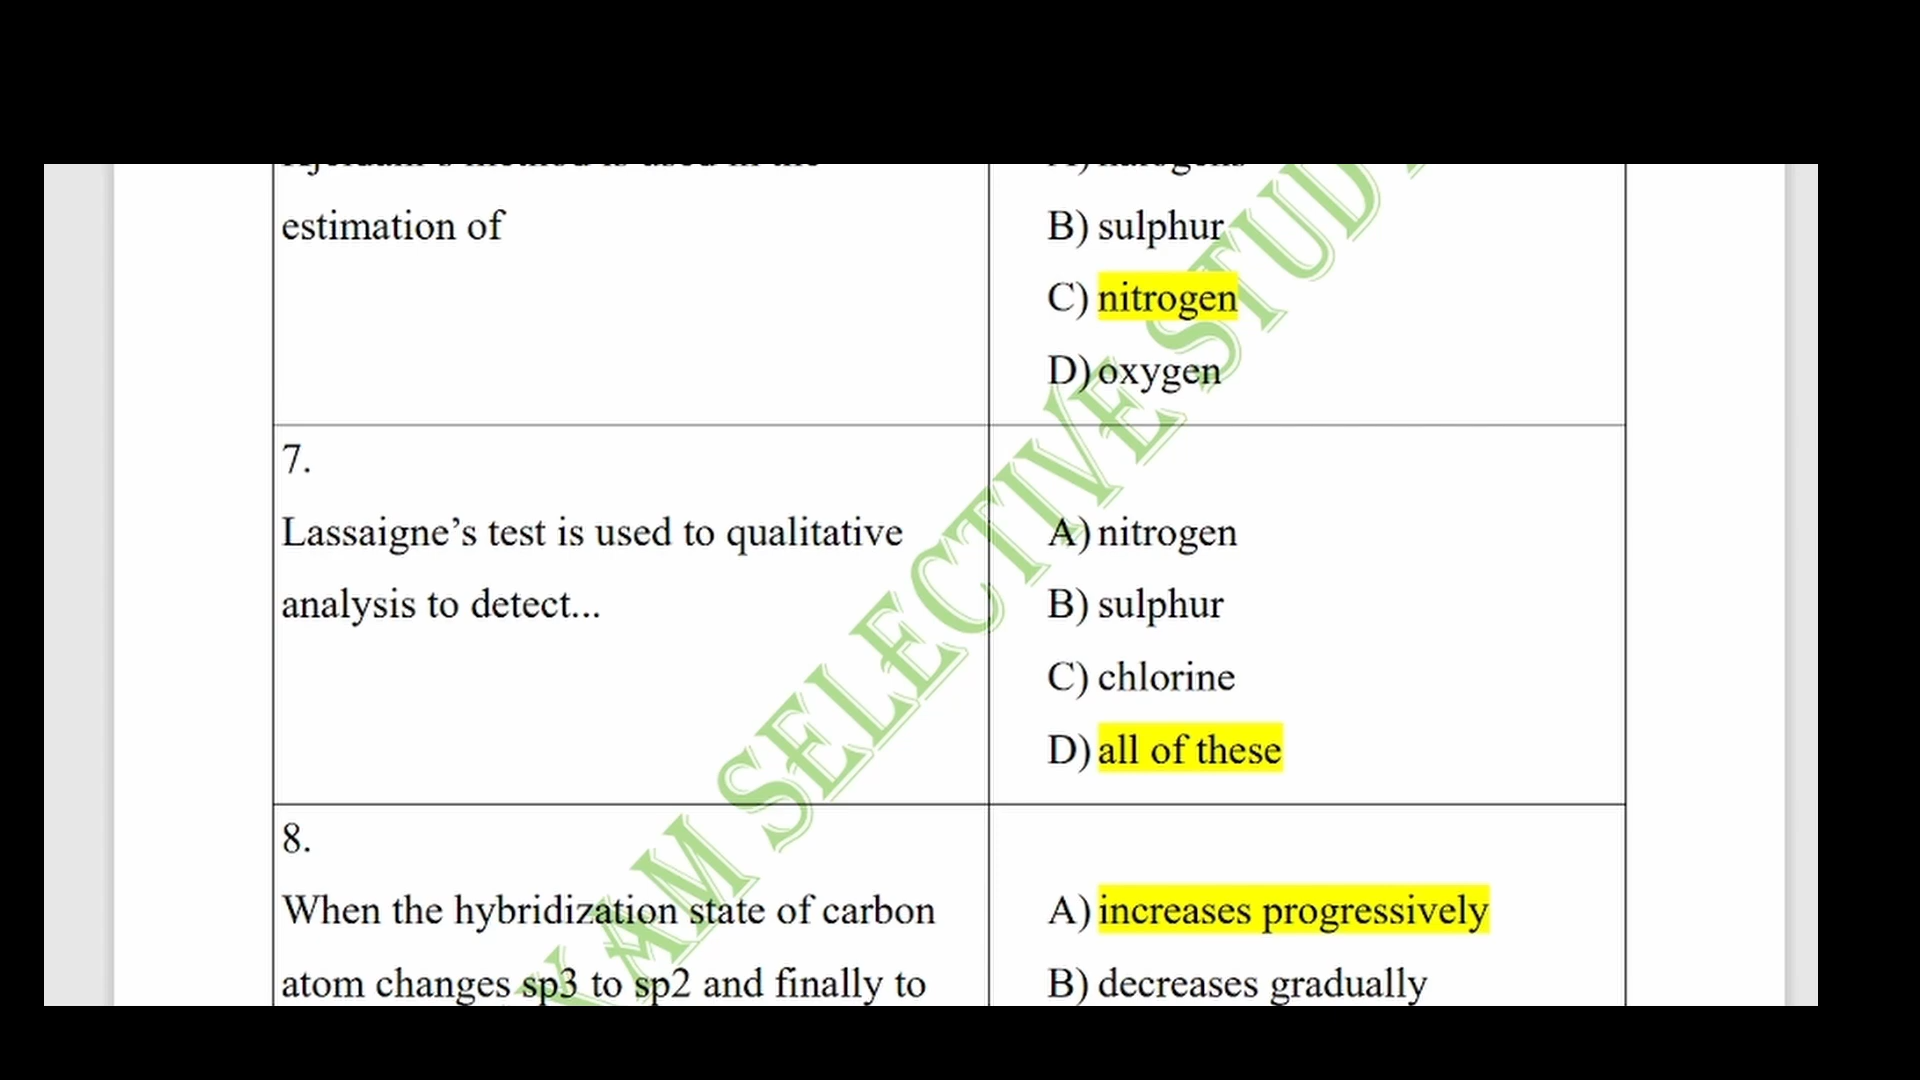 estimation of
B) sulphur
C) nitrogen
D) oxygen
7.
Lassaigne’s test is used to qualitative
analysis to detect...
A) nitrogen
B) sulphur
C) chlorine
D) all of these
8.
When the hybridization state of carbon
atom changes sp3 to sp2 and finally to
A) increases progressively
B) decreases gradually
AM SELECTIVE STUD